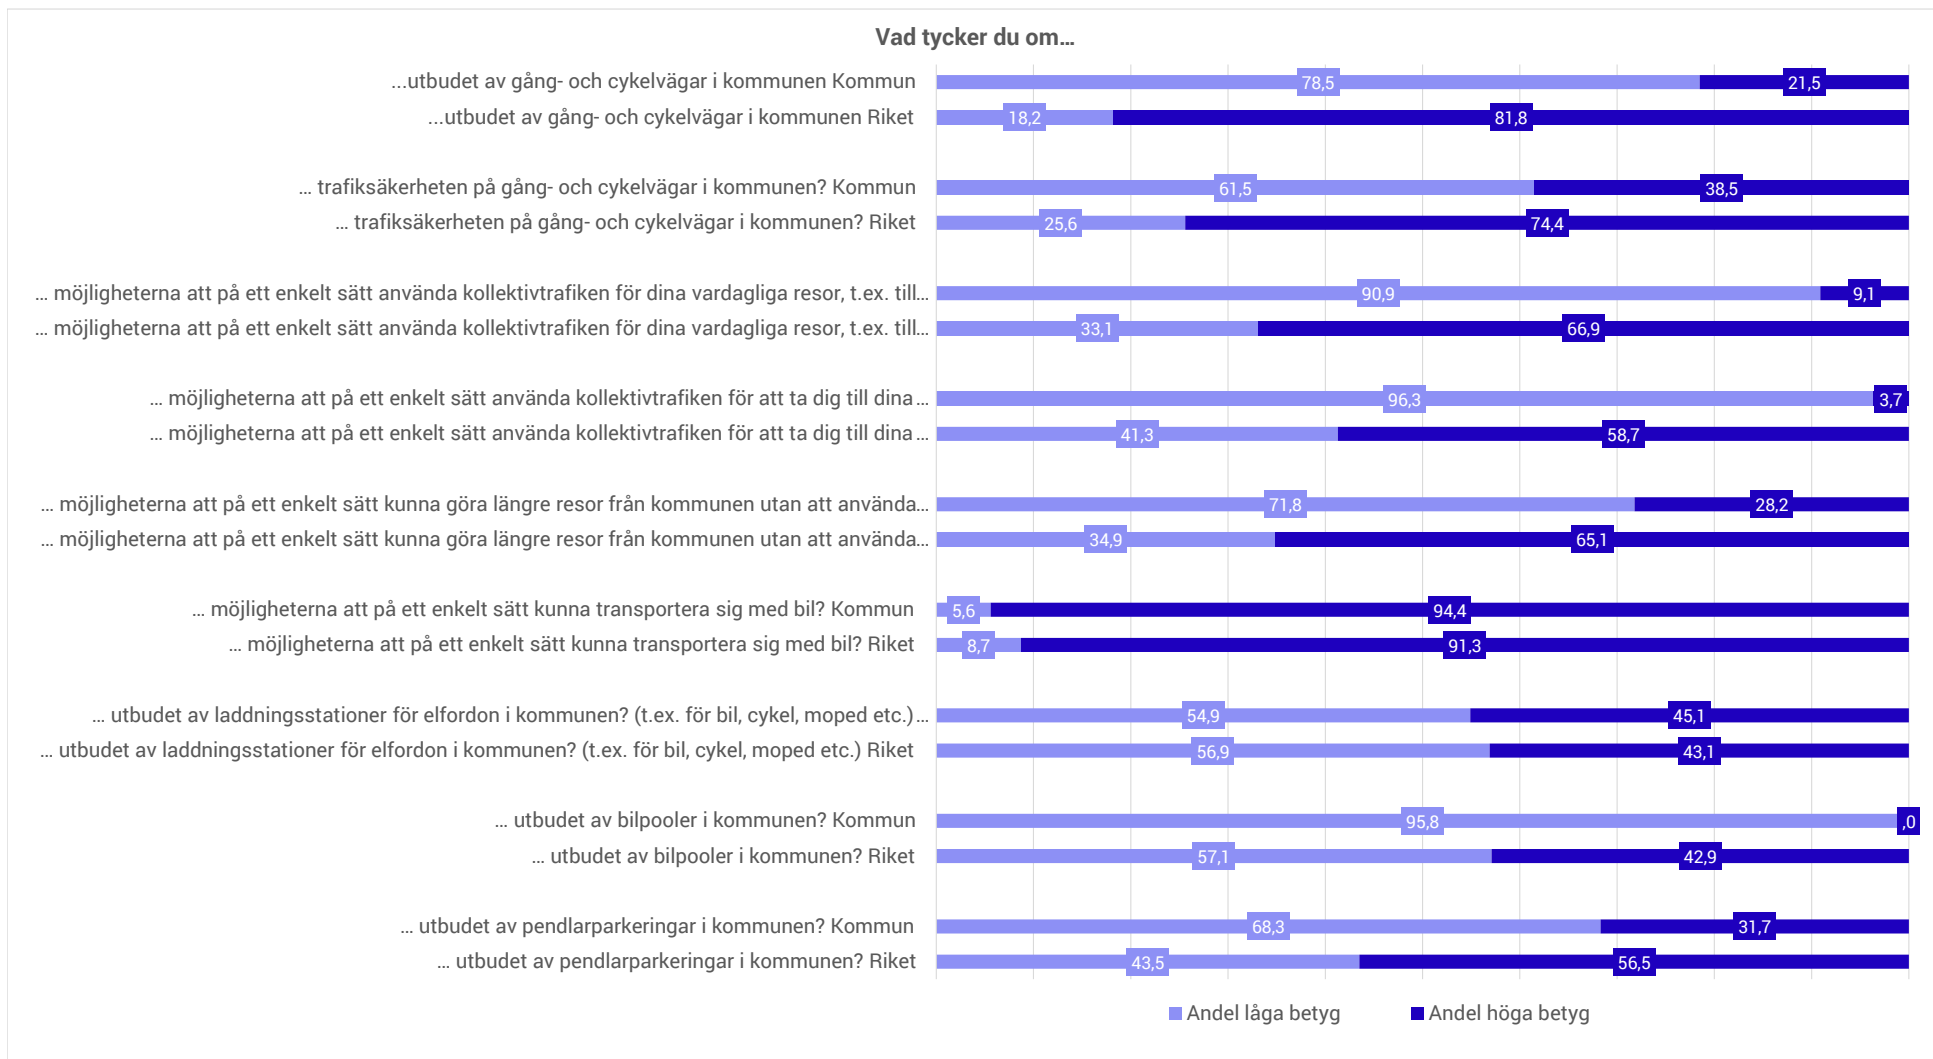 Vad tycker du om…
...utbudet av gång- och cykelvägar i kommunen Kommun
78,5 21,5
...utbudet av gång- och cykelvägar i kommunen Riket
18,2 81,8
… trafiksäkerheten på gång- och cykelvägar i kommunen? Kommun
61,5 38,5
… trafiksäkerheten på gång- och cykelvägar i kommunen? Riket
25,6 74,4
… möjligheterna att på ett enkelt sätt använda kollektivtrafiken för dina vardagliga resor, t.ex. till…
90,9 9,1
… möjligheterna att på ett enkelt sätt använda kollektivtrafiken för dina vardagliga resor, t.ex. till…
33,1 66,9
… möjligheterna att på ett enkelt sätt använda kollektivtrafiken för att ta dig till dina…
96,3 3,7
… möjligheterna att på ett enkelt sätt använda kollektivtrafiken för att ta dig till dina…
41,3 58,7
… möjligheterna att på ett enkelt sätt kunna göra längre resor från kommunen utan att använda…
71,8 28,2
… möjligheterna att på ett enkelt sätt kunna göra längre resor från kommunen utan att använda…
34,9 65,1
… möjligheterna att på ett enkelt sätt kunna transportera sig med bil? Kommun
5,6 94,4
… möjligheterna att på ett enkelt sätt kunna transportera sig med bil? Riket
8,7 91,3
… utbudet av laddningsstationer för elfordon i kommunen? (t.ex. för bil, cykel, moped etc.)…
54,9 45,1
… utbudet av laddningsstationer för elfordon i kommunen? (t.ex. för bil, cykel, moped etc.) Riket
56,9 43,1
… utbudet av bilpooler i kommunen? Kommun
95,8 ,0
… utbudet av bilpooler i kommunen? Riket
57,1 42,9
… utbudet av pendlarparkeringar i kommunen? Kommun
68,3 31,7
… utbudet av pendlarparkeringar i kommunen? Riket
43,5 56,5
Andel låga betyg Andel höga betyg